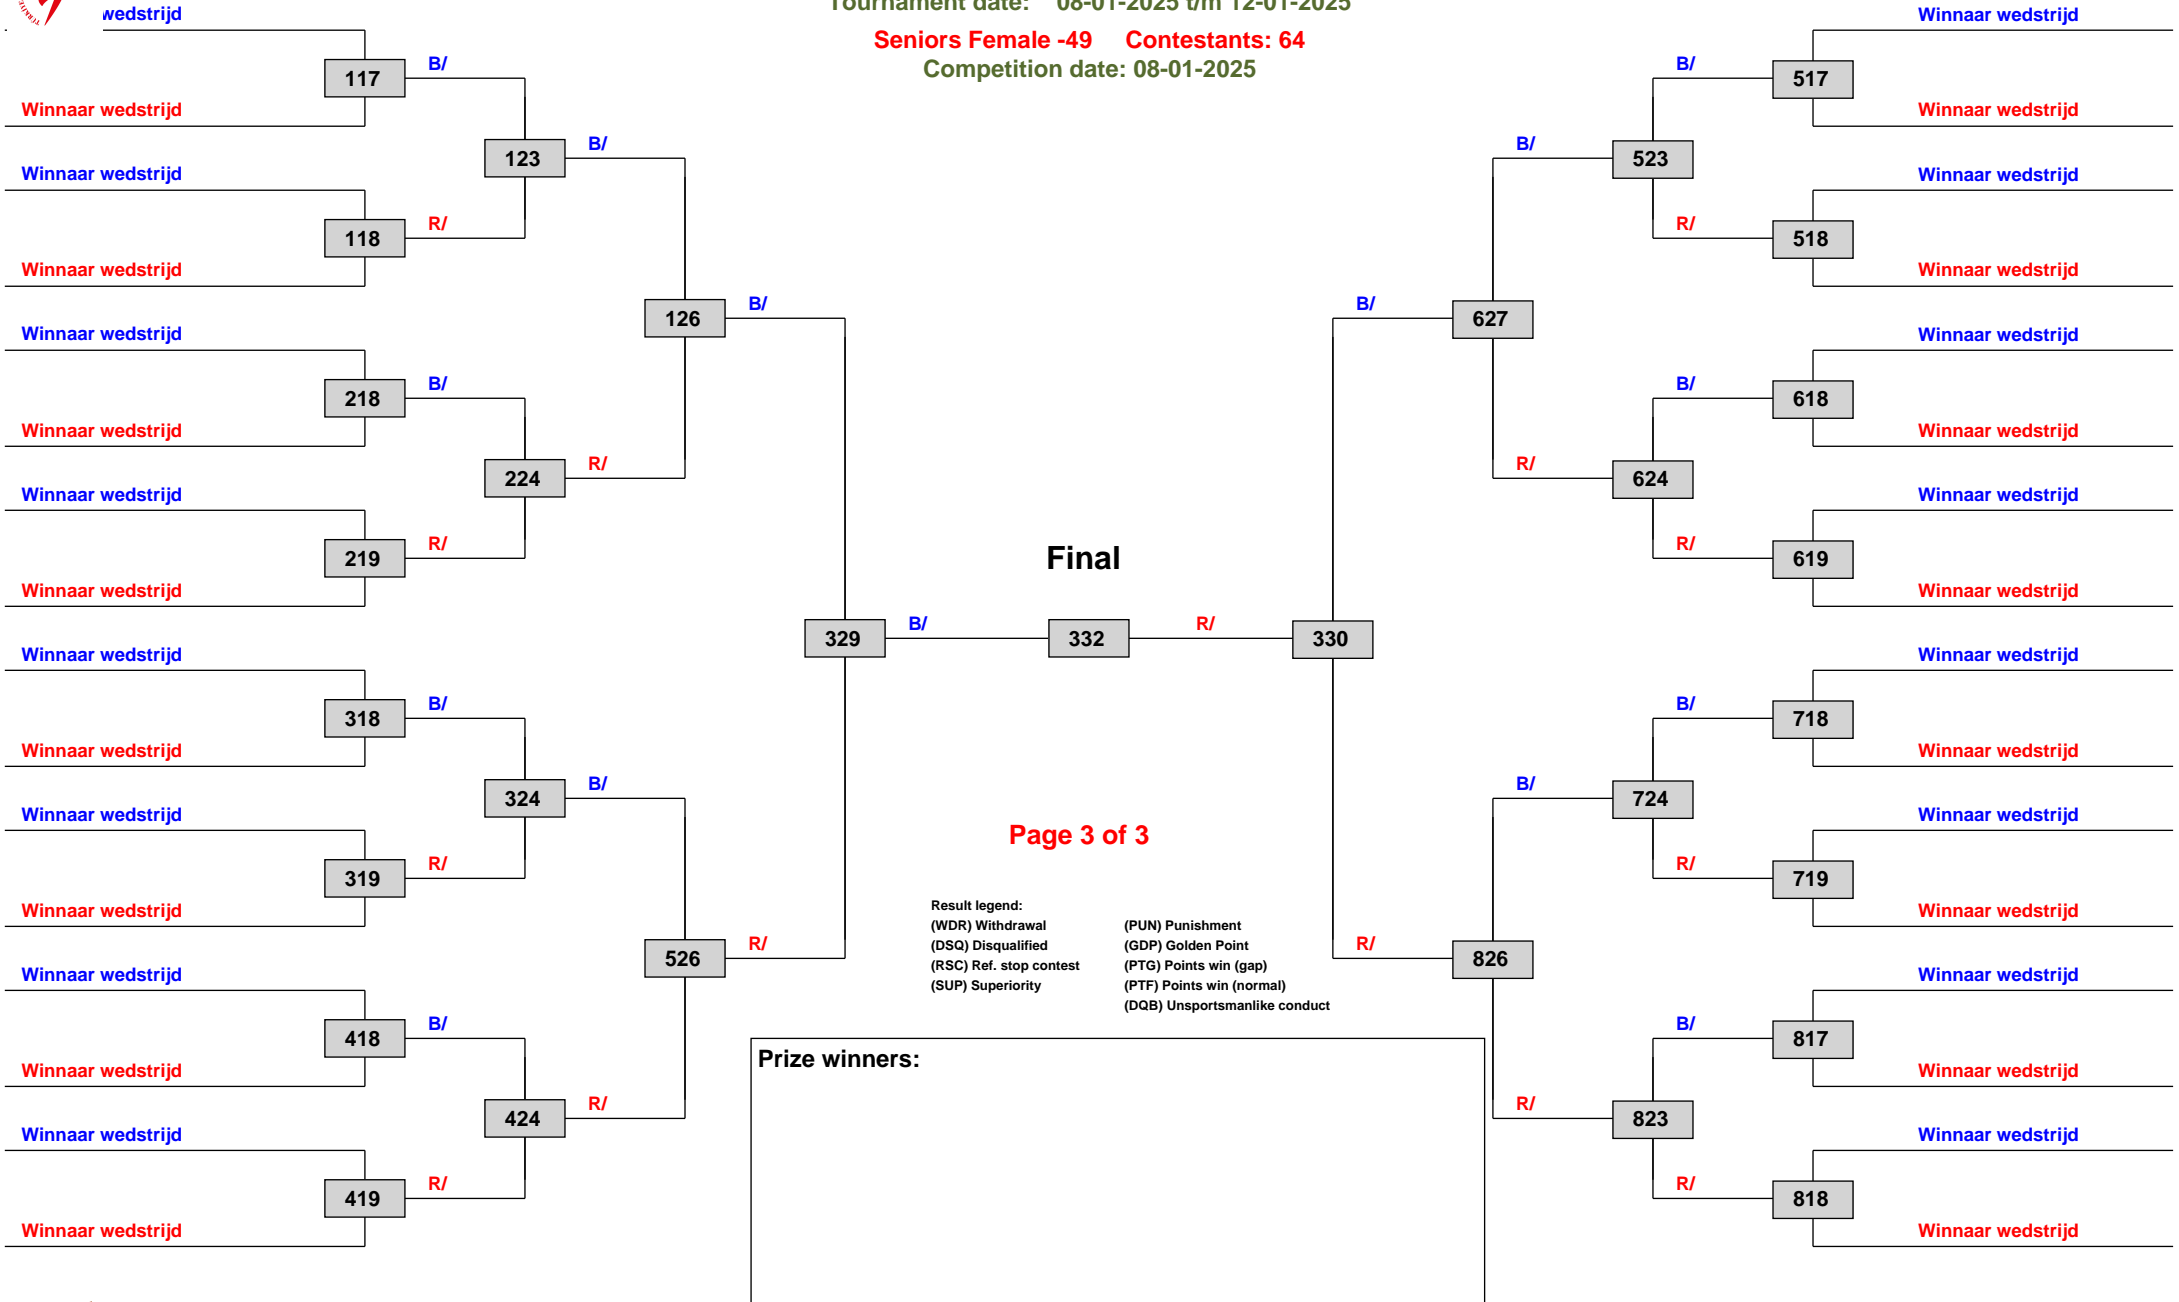 Tournament date: 08-01-2025 t/m 12-01-2025
Seniors Female -49 Contestants: 64
Competition date: 08-01-2025
wedstrijd
117
B/
Winnaar wedstrijd
123
B/
Winnaar wedstrijd
118
R/
Winnaar wedstrijd
126
B/
Winnaar wedstrijd
218
B/
Winnaar wedstrijd
224
R/
Winnaar wedstrijd
219
R/
Winnaar wedstrijd
329
B/
Winnaar wedstrijd
318
B/
Winnaar wedstrijd
324
B/
Winnaar wedstrijd
319
R/
Winnaar wedstrijd
526
R/
Winnaar wedstrijd
418
B/
Winnaar wedstrijd
424
R/
Winnaar wedstrijd
419
R/
Winnaar wedstrijd
Final
332
R/
330
Winnaar wedstrijd
B/
517
Winnaar wedstrijd
B/
523
Winnaar wedstrijd
R/
518
Winnaar wedstrijd
B/
627
Winnaar wedstrijd
B/
618
Winnaar wedstrijd
R/
624
Winnaar wedstrijd
R/
619
Winnaar wedstrijd
Winnaar wedstrijd
B/
718
Winnaar wedstrijd
B/
724
Winnaar wedstrijd
R/
719
Winnaar wedstrijd
R/
826
Winnaar wedstrijd
B/
817
Winnaar wedstrijd
R/
823
Winnaar wedstrijd
R/
818
Winnaar wedstrijd
Page 3 of 3
Result legend:
(WDR) Withdrawal
(DSQ) Disqualified
(RSC) Ref. stop contest
(SUP) Superiority
(PUN) Punishment
(GDP) Golden Point
(PTG) Points win (gap)
(PTF) Points win (normal)
(DQB) Unsportsmanlike conduct
Prize winners: